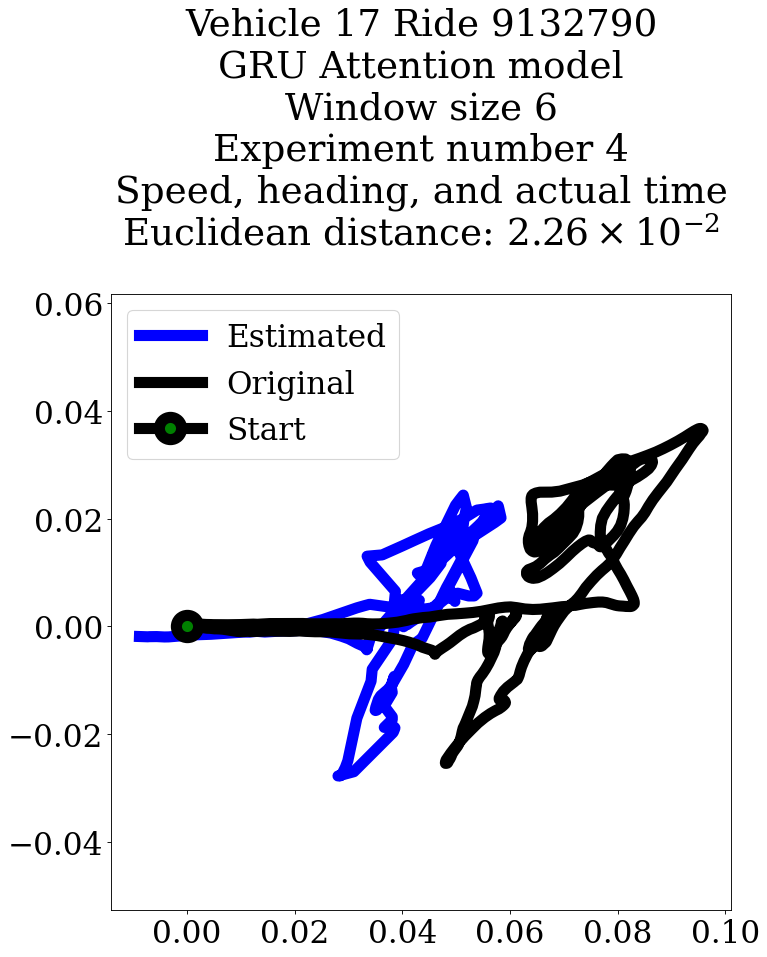 Vehicle 17 Ride 9132790
GRU Attention model
Window size 6
Experiment number 4
Speed, heading, and actual time
Euclidean distance: 2.26 × 10⁻²
0.06
0.04
0.02
0.00
−0.02
−0.04
Estimated
Original
Start
0.00 0.02 0.04 0.06 0.08 0.10